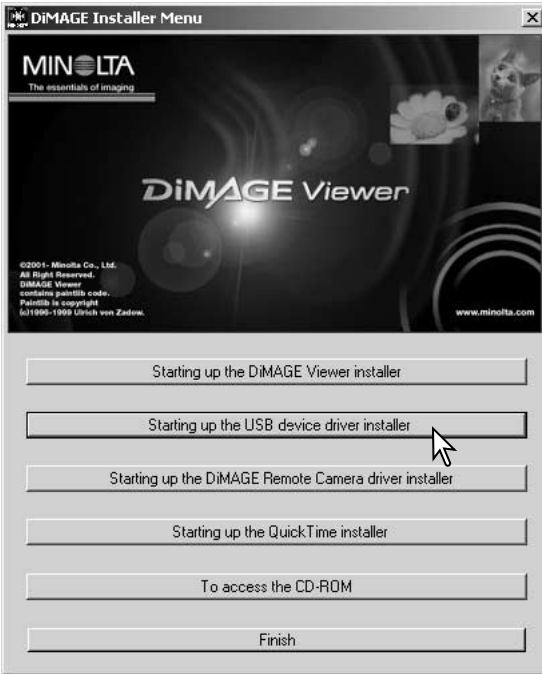 DiMAGE Installer Menu
MINOLTA
The essentials of imaging
DiMAGE Viewer
©2001- Minolta Co., Ltd.
All Right Reserved.
DiMAGE Viewer
contains paintlib code.
Paintlib is copyright
(c)1996-1999 Ulrich von Zadow.
www.minolta.com
Starting up the DiMAGE Viewer installer
Starting up the USB device driver installer
Starting up the DiMAGE Remote Camera driver installer
Starting up the QuickTime installer
To access the CD-ROM
Finish